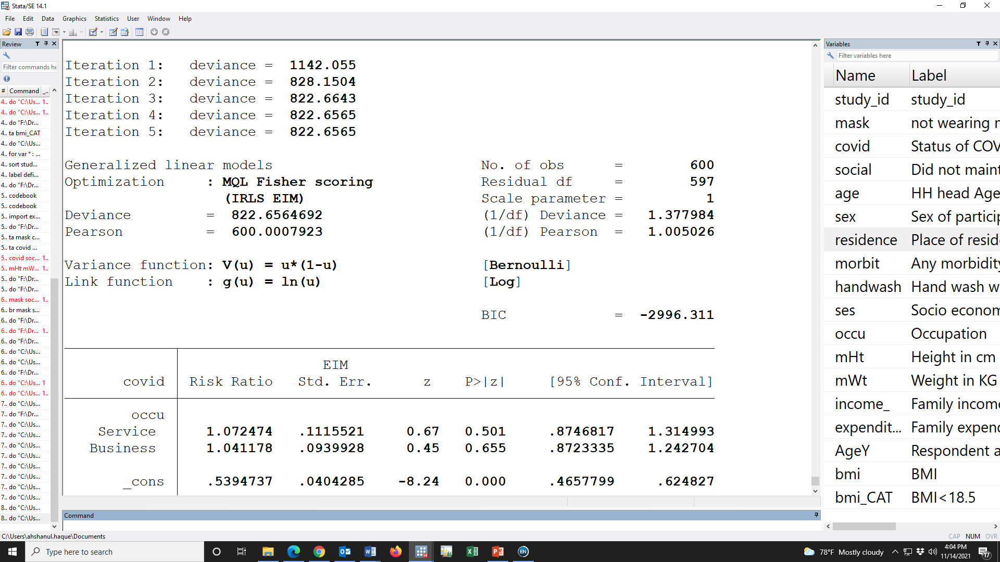 Stata/SE 14.1
File Edit Data Graphics Statistics User Window Help
Review
Filter commands he
# Command _..
4.. do "C:\Us... 1..
4.. do "C:\Us... 1..
4.. do "F:\Dr...
4.. ta bmi_CAT
4.. do "C:\Us...
4.. for var * : ...
4.. sort stud...
4.. label defi...
4.. do "F:\Dr...
5.. codebook
5.. codebook
5.. import ex...
5.. do "F:\Dr...
5.. ta mask c...
5.. ta covid ...
5.. covid soc... 1..
5.. mHt mW... 1..
5.. do "F:\Dr...
5.. do "F:\Dr...
6.. mask soc... 1..
6.. br mask s...
6.. do "F:\Dr...
6.. do "F:\Dr... 1..
6.. do "F:\Dr...
6.. do "C:\Us...
6.. do "C:\Us...
6.. do "F:\Dr...
6.. do "C:\Us... 1
6.. do "C:\Us... 1..
7.. do "C:\Us...
7.. do "F:\Dr...
7.. do "C:\Us...
7.. do "C:\Us...
7.. do "C:\Us...
7.. do "C:\Us...
7.. do "C:\Us...
7.. do "C:\Us...
7.. do "C:\Us...
7.. do "C:\Us...
8.. do "C:\Us...
8.. do "C:\Us...
Iteration 1: deviance = 1142.055
Iteration 2: deviance = 828.1504
Iteration 3: deviance = 822.6643
Iteration 4: deviance = 822.6565
Iteration 5: deviance = 822.6565
Generalized linear models No. of obs = 600
Optimization : MQL Fisher scoring Residual df = 597
(IRLS EIM) Scale parameter = 1
Deviance = 822.6564692 (1/df) Deviance = 1.377984
Pearson = 600.0007923 (1/df) Pearson = 1.005026
Variance function: V(u) = u*(1-u) [Bernoulli]
Link function : g(u) = ln(u) [Log]
BIC = -2996.311
EIM
covid Risk Ratio Std. Err. z P>|z| [95% Conf. Interval]
occu
Service 1.072474 .1115521 0.67 0.501 .8746817 1.314993
Business 1.041178 .0939928 0.45 0.655 .8723335 1.242704
_cons .5394737 .0404285 -8.24 0.000 .4657799 .624827
Command
Variables
Filter variables here
Name Label
study_id study_id
mask not wearing m
covid Status of COV
social Did not maint
age HH head Age
sex Sex of particip
residence Place of resid
morbit Any morbidity
handwash Hand wash w
ses Socio econom
occu Occupation
mHt Height in cm
mWt Weight in KG
income_ Family income
expendit... Family expend
AgeY Respondent a
bmi BMI
bmi_CAT BMI<18.5
C:\Users\ahshanul.haque\Documents
CAP NUM OVR
Type here to search
14
EN
78°F Mostly cloudy
4:04 PM
11/14/2021
17